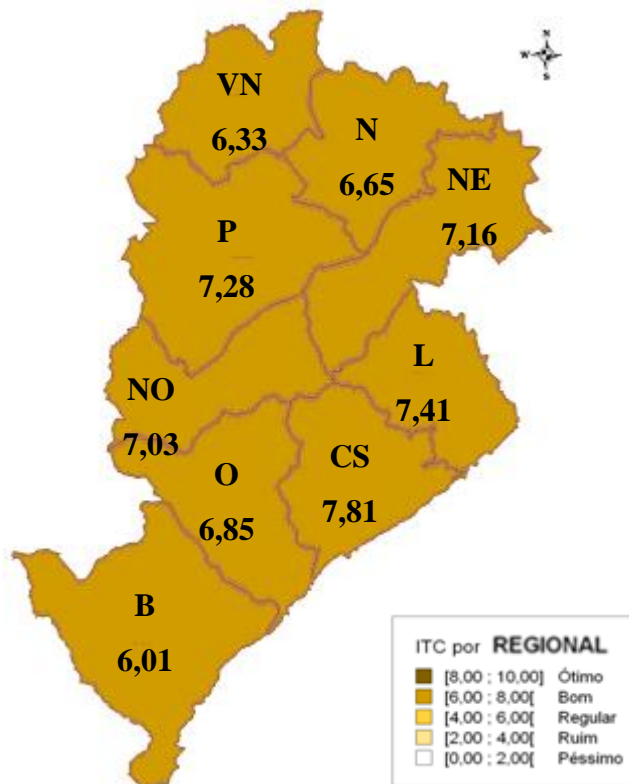 N
W
S
VN
6,33
N
6,65
NE
7,16
P
7,28
L
7,41
NO
7,03
CS
7,81
O
6,85
B
6,01
ITC por REGIONAL
[8,00 ; 10,00] Ótimo
[6,00 ; 8,00[ Bom
[4,00 ; 6,00[ Regular
[2,00 ; 4,00[ Ruim
[0,00 ; 2,00[ Péssimo